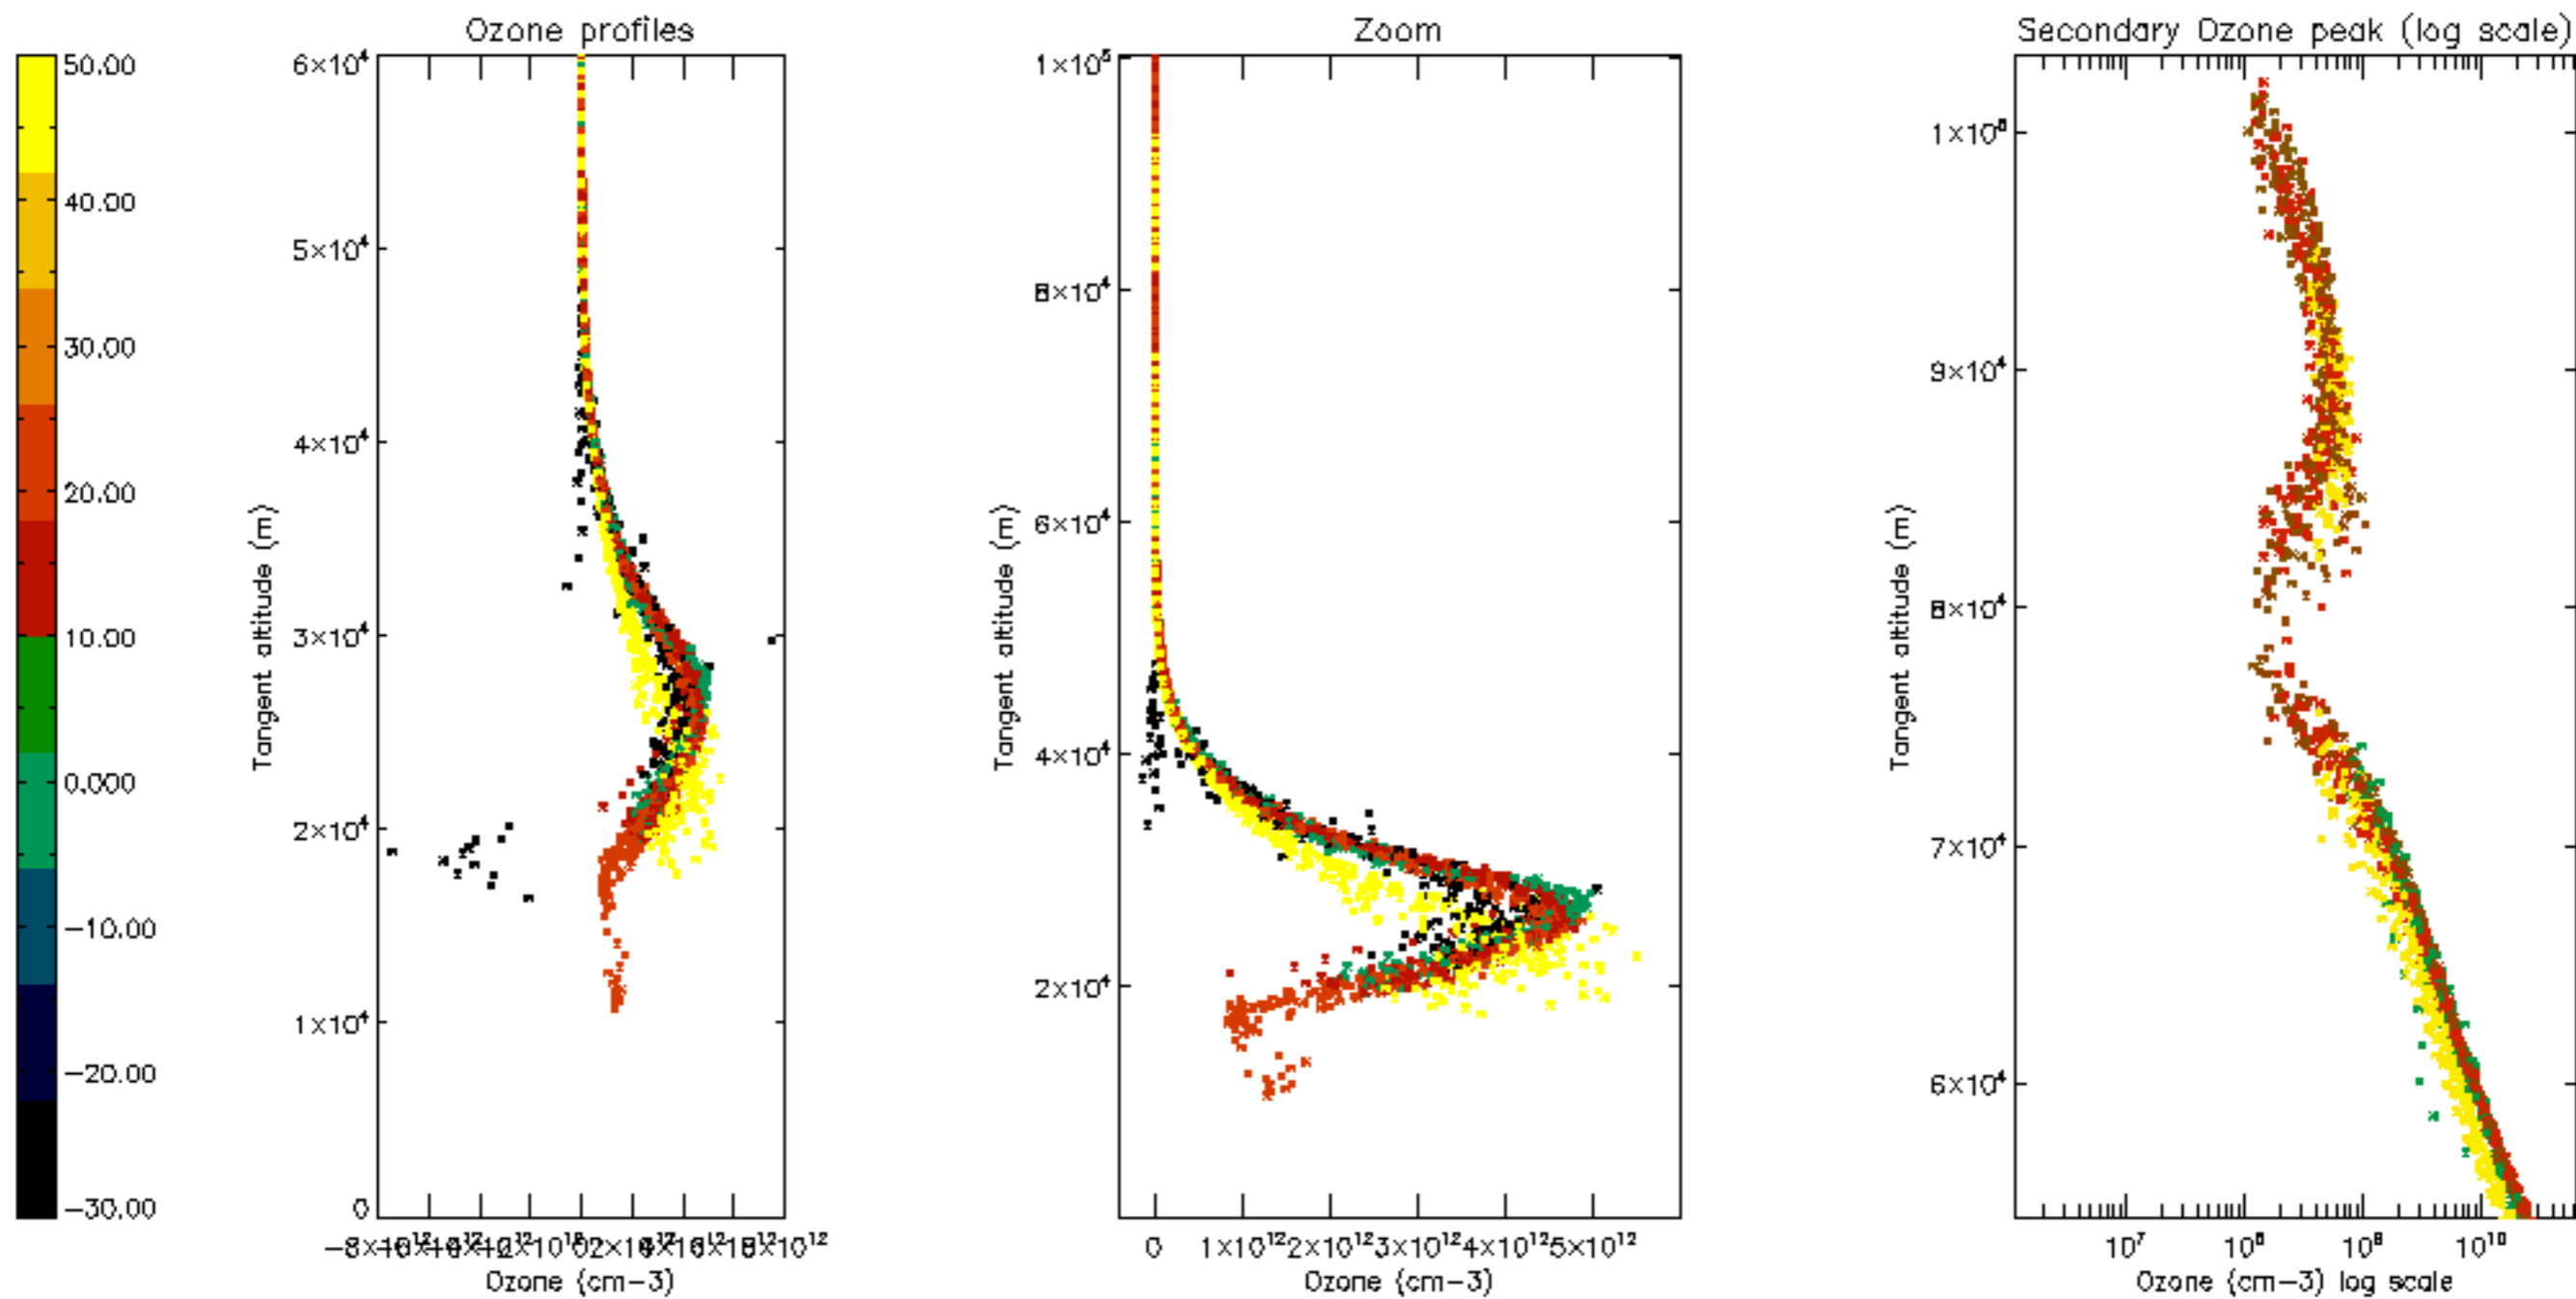 Ozone profiles
Zoom
Secondary Ozone peak (log scale)
50.00
40.00
30.00
20.00
10.00
0.000
−10.00
−20.00
−30.00
6×10⁴
5×10⁴
4×10⁴
3×10⁴
2×10⁴
1×10⁴
0
Tangent altitude (m)
8×10¹²
Ozone (cm−3)
1×10⁵
8×10⁴
6×10⁴
4×10⁴
2×10⁴
Tangent altitude (m)
0 1×10¹² 2×10¹² 3×10¹² 4×10¹² 5×10¹²
Ozone (cm−3)
9×10⁴
8×10⁴
7×10⁴
6×10⁴
Tangent altitude (m)
10⁷ 10⁸ 10⁹ 10¹⁰
Ozone (cm−3) log scale